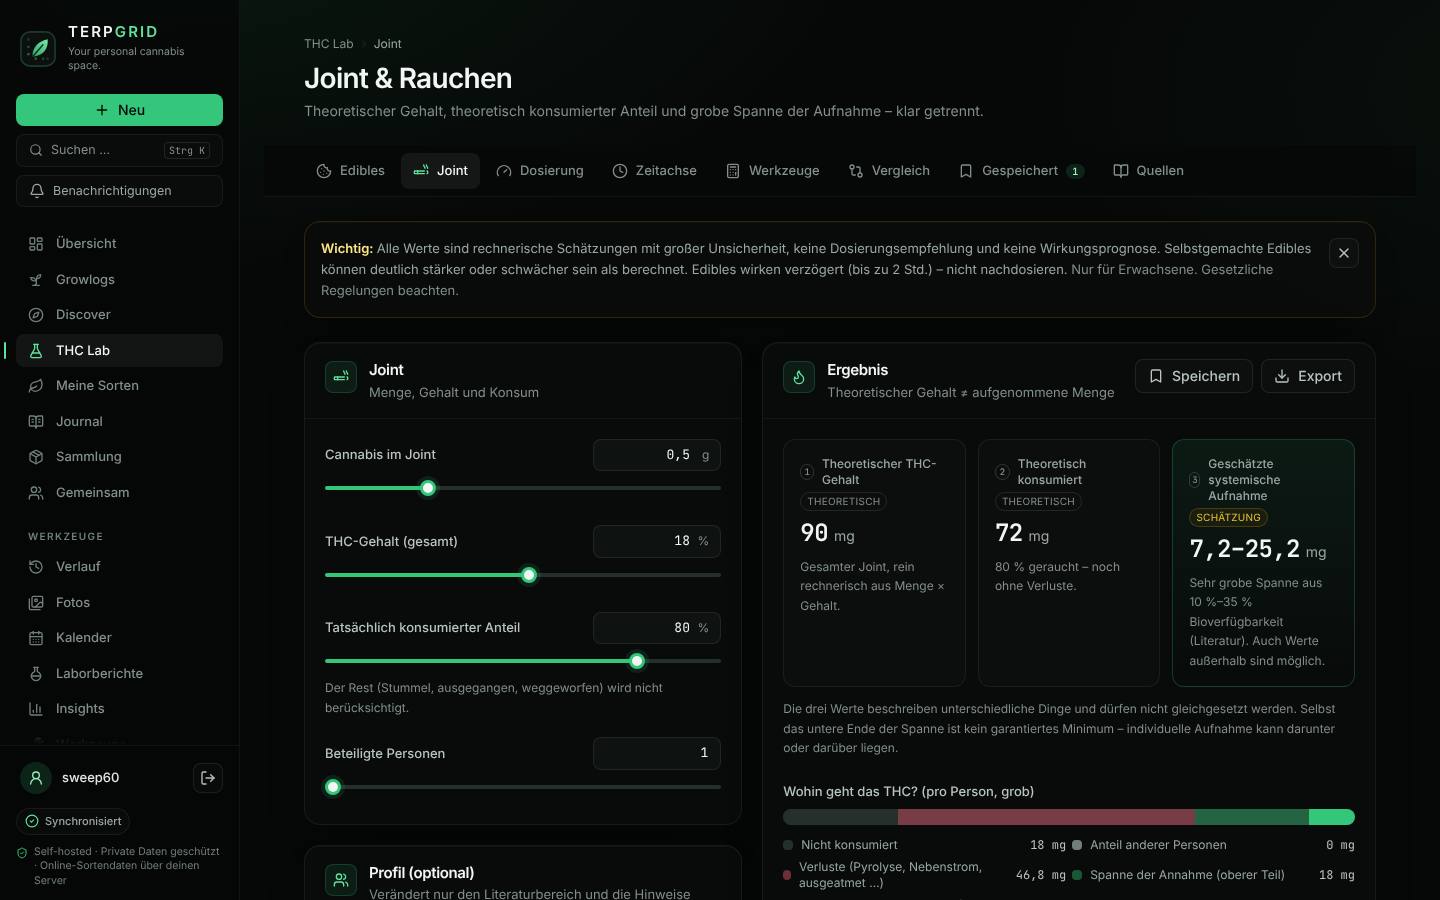 TERPGRID
Your personal cannabis
space.
Neu
Suchen ... Strg K
Benachrichtigungen
Übersicht
Growlogs
Discover
THC Lab
Meine Sorten
Journal
Sammlung
Gemeinsam
WERKZEUGE
Verlauf
Fotos
Kalender
Laborberichte
Insights
sweep60
Synchronisiert
Self-hosted · Private Daten geschützt
· Online-Sortendaten über deinen
Server
THC Lab › Joint
Joint & Rauchen
Theoretischer Gehalt, theoretisch konsumierter Anteil und grobe Spanne der Aufnahme – klar getrennt.
Edibles Joint Dosierung Zeitachse Werkzeuge Vergleich Gespeichert 1 Quellen
Wichtig: Alle Werte sind rechnerische Schätzungen mit großer Unsicherheit, keine Dosierungsempfehlung und keine Wirkungsprognose. Selbstgemachte Edibles
können deutlich stärker oder schwächer sein als berechnet. Edibles wirken verzögert (bis zu 2 Std.) – nicht nachdosieren. Nur für Erwachsene. Gesetzliche
Regelungen beachten.
Joint
Menge, Gehalt und Konsum
Cannabis im Joint 0,5 g
THC-Gehalt (gesamt) 18 %
Tatsächlich konsumierter Anteil 80 %
Der Rest (Stummel, ausgegangen, weggeworfen) wird nicht
berücksichtigt.
Beteiligte Personen 1
Profil (optional)
Verändert nur den Literaturbereich und die Hinweise
Ergebnis
Theoretischer Gehalt ≠ aufgenommene Menge
Speichern
Export
1 Theoretischer THC-
Gehalt
THEORETISCH
90 mg
Gesamter Joint, rein
rechnerisch aus Menge ×
Gehalt.
2 Theoretisch
konsumiert
THEORETISCH
72 mg
80 % geraucht – noch
ohne Verluste.
3 Geschätzte
systemische
Aufnahme
SCHÄTZUNG
7,2–25,2 mg
Sehr grobe Spanne aus
10 %–35 %
Bioverfügbarkeit
(Literatur). Auch Werte
außerhalb sind möglich.
Die drei Werte beschreiben unterschiedliche Dinge und dürfen nicht gleichgesetzt werden. Selbst
das untere Ende der Spanne ist kein garantiertes Minimum – individuelle Aufnahme kann darunter
oder darüber liegen.
Wohin geht das THC? (pro Person, grob)
Nicht konsumiert 18 mg Anteil anderer Personen 0 mg
Verluste (Pyrolyse, Nebenstrom,
ausgeatmet ...) 46,8 mg Spanne der Annahme (oberer Teil) 18 mg